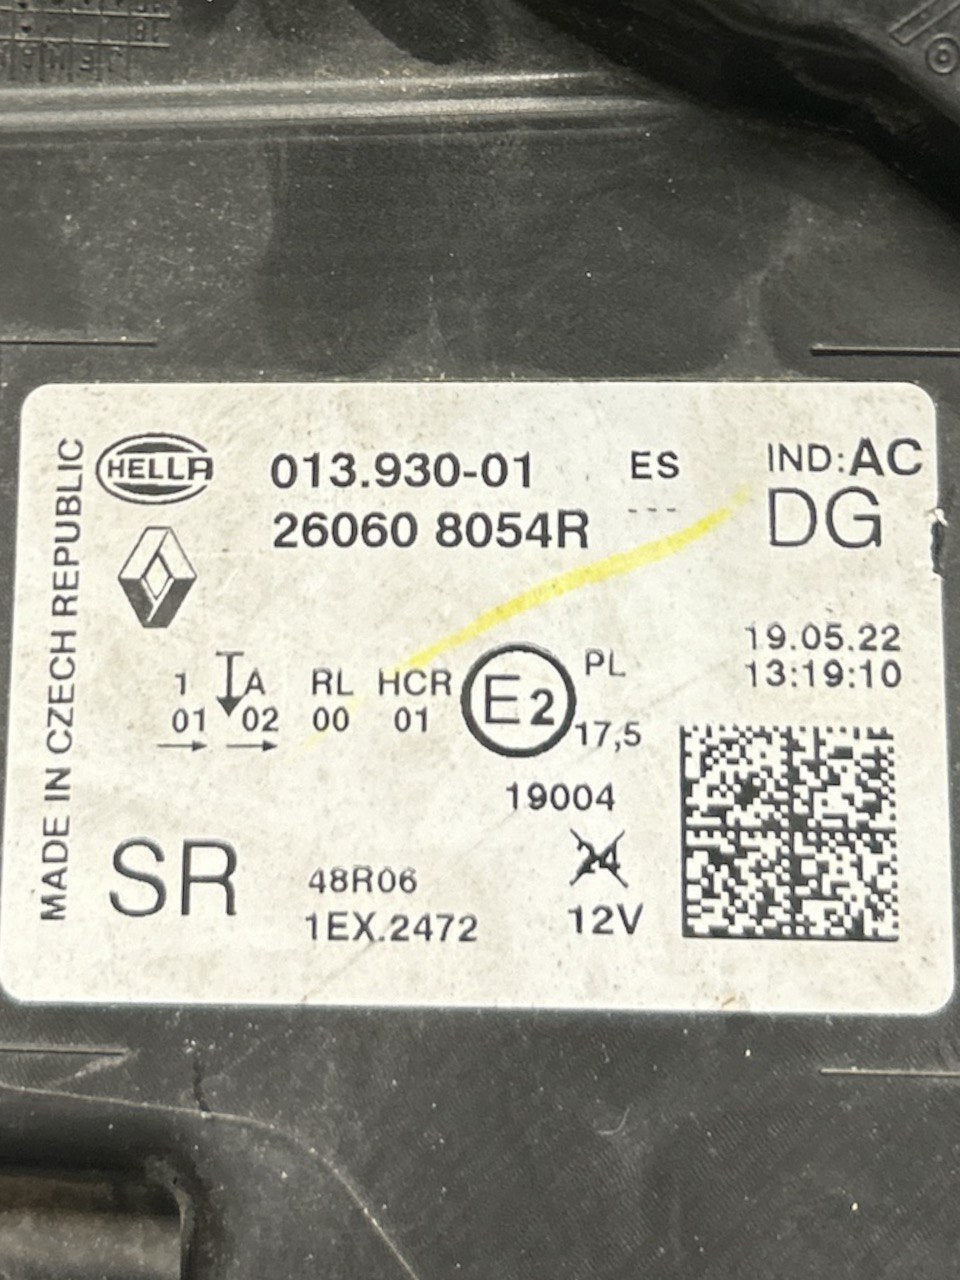 MADE IN CZECH REPUBLIC
HELLA
013.930-01
ES
IND:AC
26060 8054R
---
DG
19.05.22
13:19:10
1 A RL HCR E2 PL
01 02 00 01 17,5
19004
SR
48R06
24
1EX.2472
12V